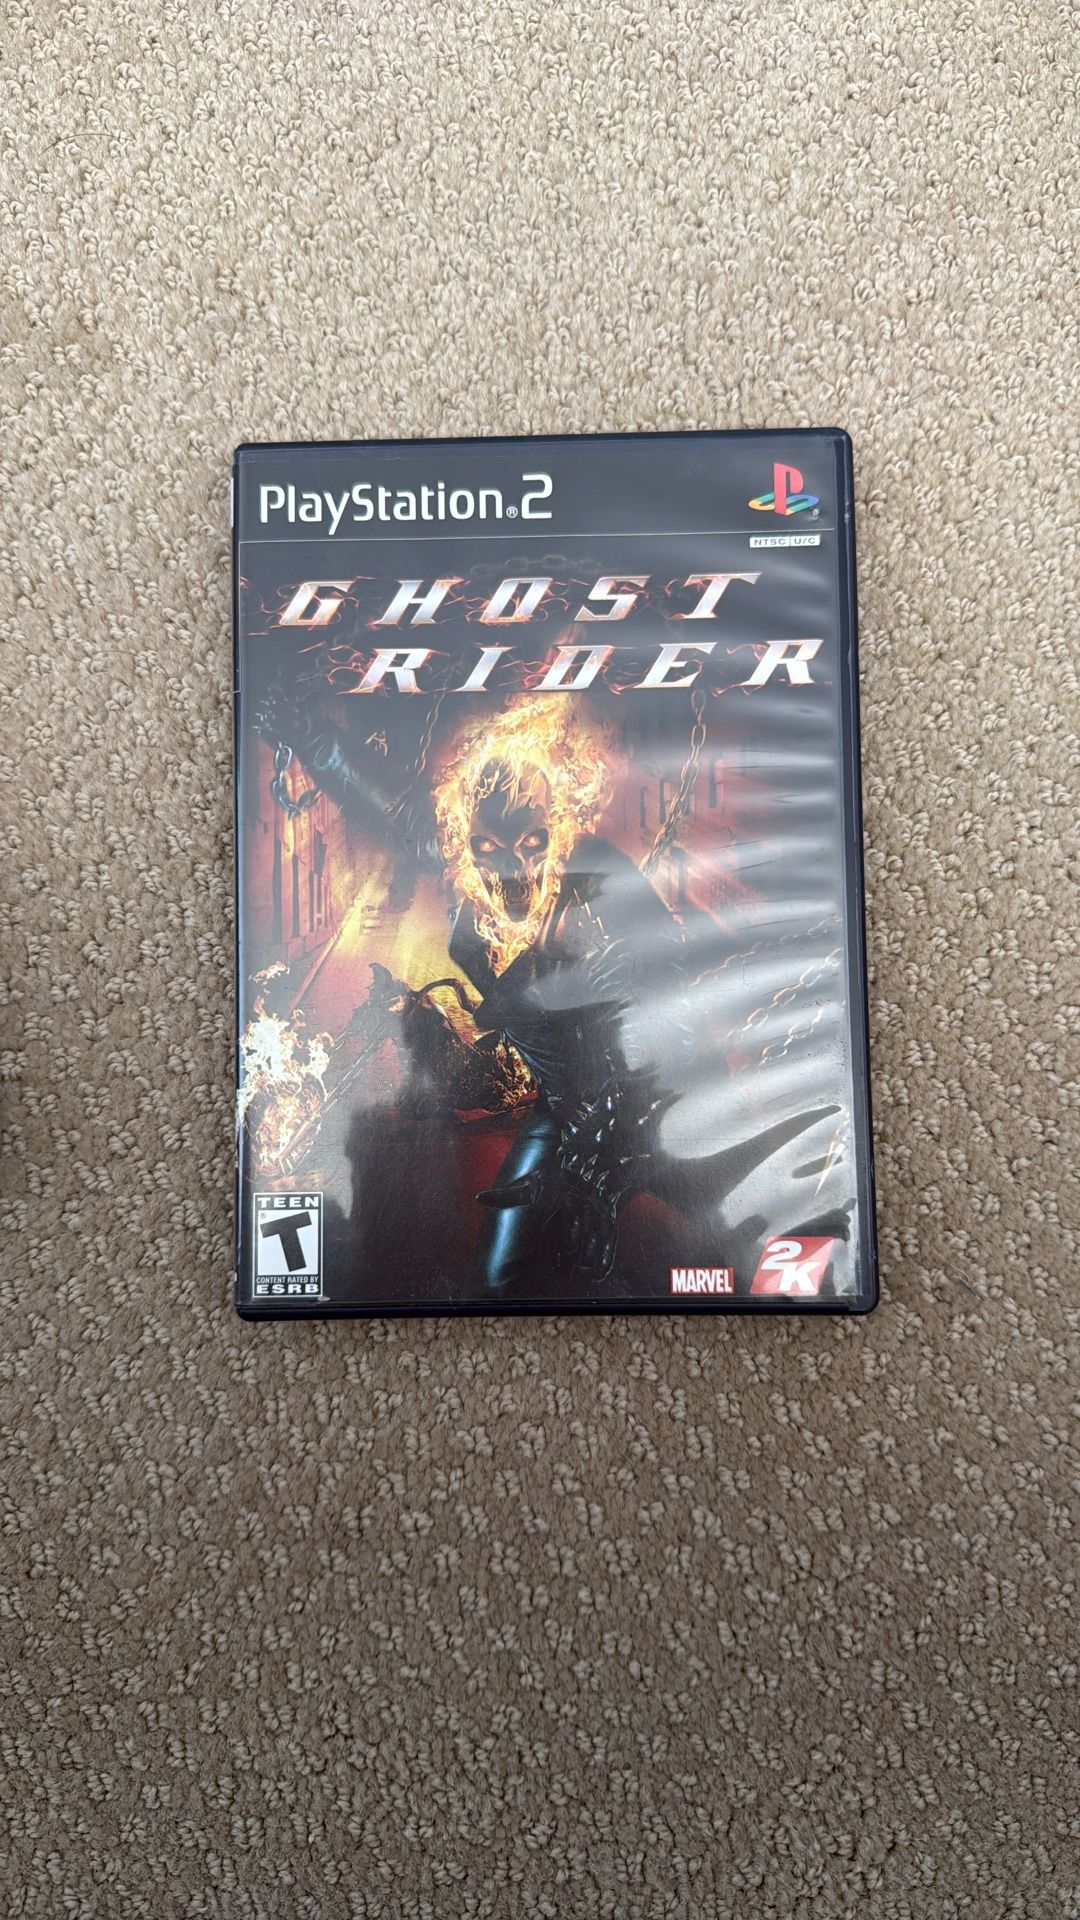 PlayStation®2
NTSC U/C
GHOST
RIDER
TEEN
T
CONTENT RATED BY
ESRB
MARVEL
2K